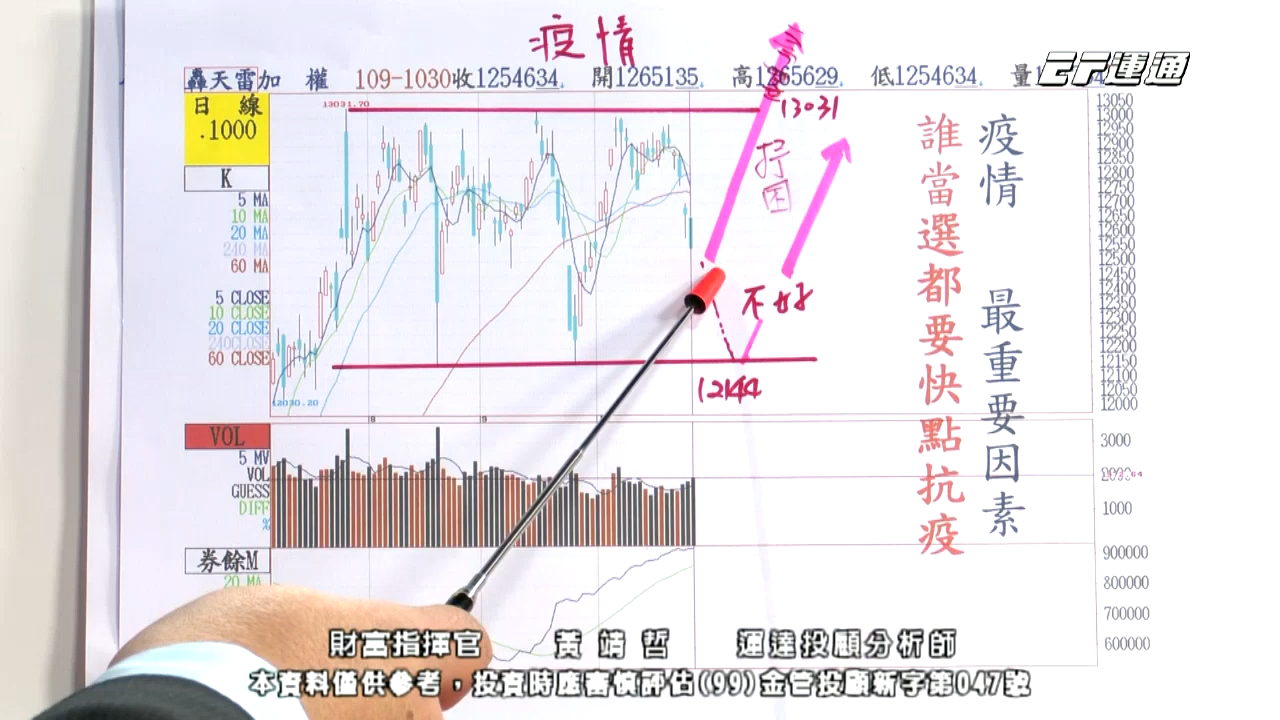 疫情
轟天雷加 權 109-1030收1254634. 開1265135. 高1265629. 低1254634. 量
運通
日 線
.1000
K
5 MA
10 MA
20 MA
240 MA
60 MA
5 CLOSE
10 CLOSE
20 CLOSE
240CLOSE
60 CLOSE
13031.70
12030.20
13031
不好
12144
13050
13000
12950
12900
12850
12800
12750
12700
12650
12600
12550
12500
12450
12400
12350
12300
12250
12200
12150
12100
12050
12000
疫情 最重要因素
誰當選都要快點抗疫
8
9
VOL
5 MV
VOL
GUESS
DIFF
%
3000
1000
券餘M
20 MA
900000
800000
700000
600000
財富指揮官 黃靖哲 運達投顧分析師
本資料僅供參考，投資時應審慎評估(99)金管投顧新字第047號